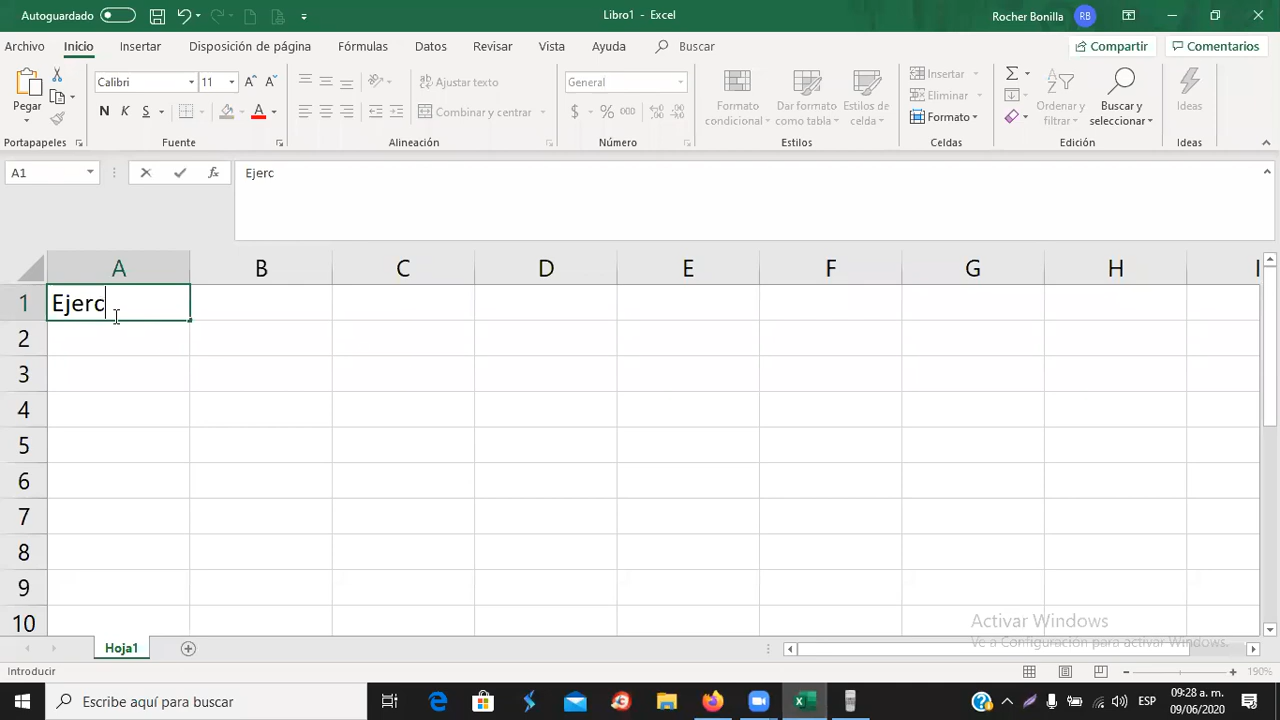 Autoguardado
Libro1 - Excel
Rocher Bonilla
RB
Archivo Inicio Insertar Disposición de página Fórmulas Datos Revisar Vista Ayuda Buscar
Compartir
Comentarios
Pegar
Portapapeles
Calibri
11
N K S
Fuente
Ajustar texto
Combinar y centrar
Alineación
General
$ % 000
Número
Formato condicional
Dar formato como tabla
Estilos de celda
Estilos
Insertar
Eliminar
Formato
Celdas
Ordenar y filtrar
Buscar y seleccionar
Edición
Ideas
Ideas
A1
fx
Ejerc
A B C D E F G H I
1 Ejerc
2
3
4
5
6
7
8
9
10
Activar Windows
Ve a Configuración para activar Windows.
Hoja1
Introducir
190%
Escribe aquí para buscar
ESP
09:28 a. m.
09/06/2020